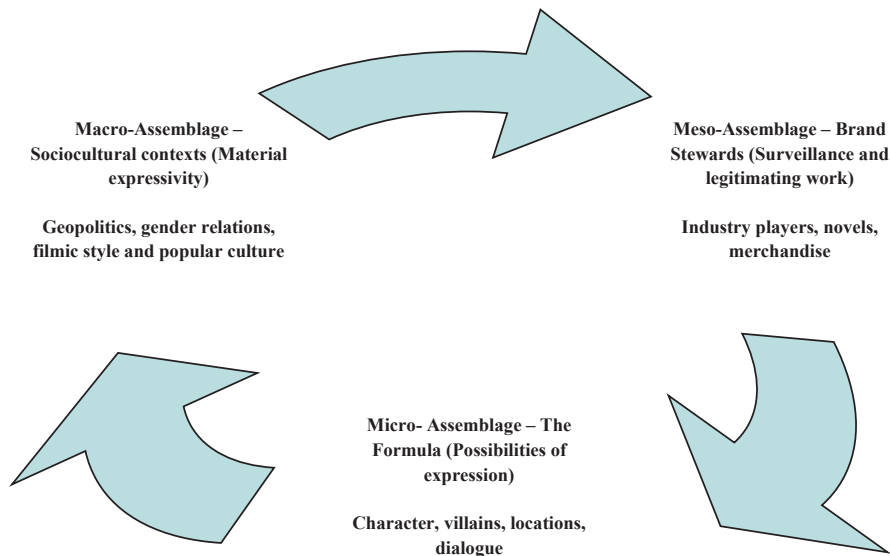 Macro-Assemblage –
Sociocultural contexts (Material
expressivity)
Geopolitics, gender relations,
filmic style and popular culture
Meso-Assemblage – Brand
Stewards (Surveillance and
legitimating work)
Industry players, novels,
merchandise
Micro- Assemblage – The
Formula (Possibilities of
expression)
Character, villains, locations,
dialogue